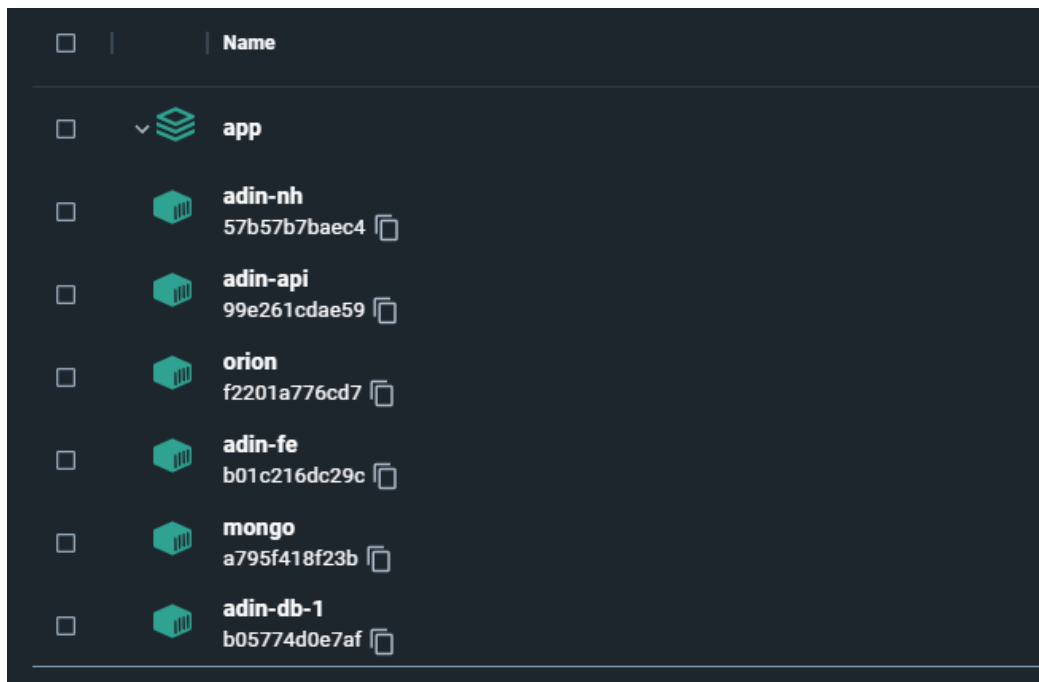 Name
app
adin-nh
57b57b7baec4
adin-api
99e261cdae59
orion
f2201a776cd7
adin-fe
b01c216dc29c
mongo
a795f418f23b
adin-db-1
b05774d0e7af